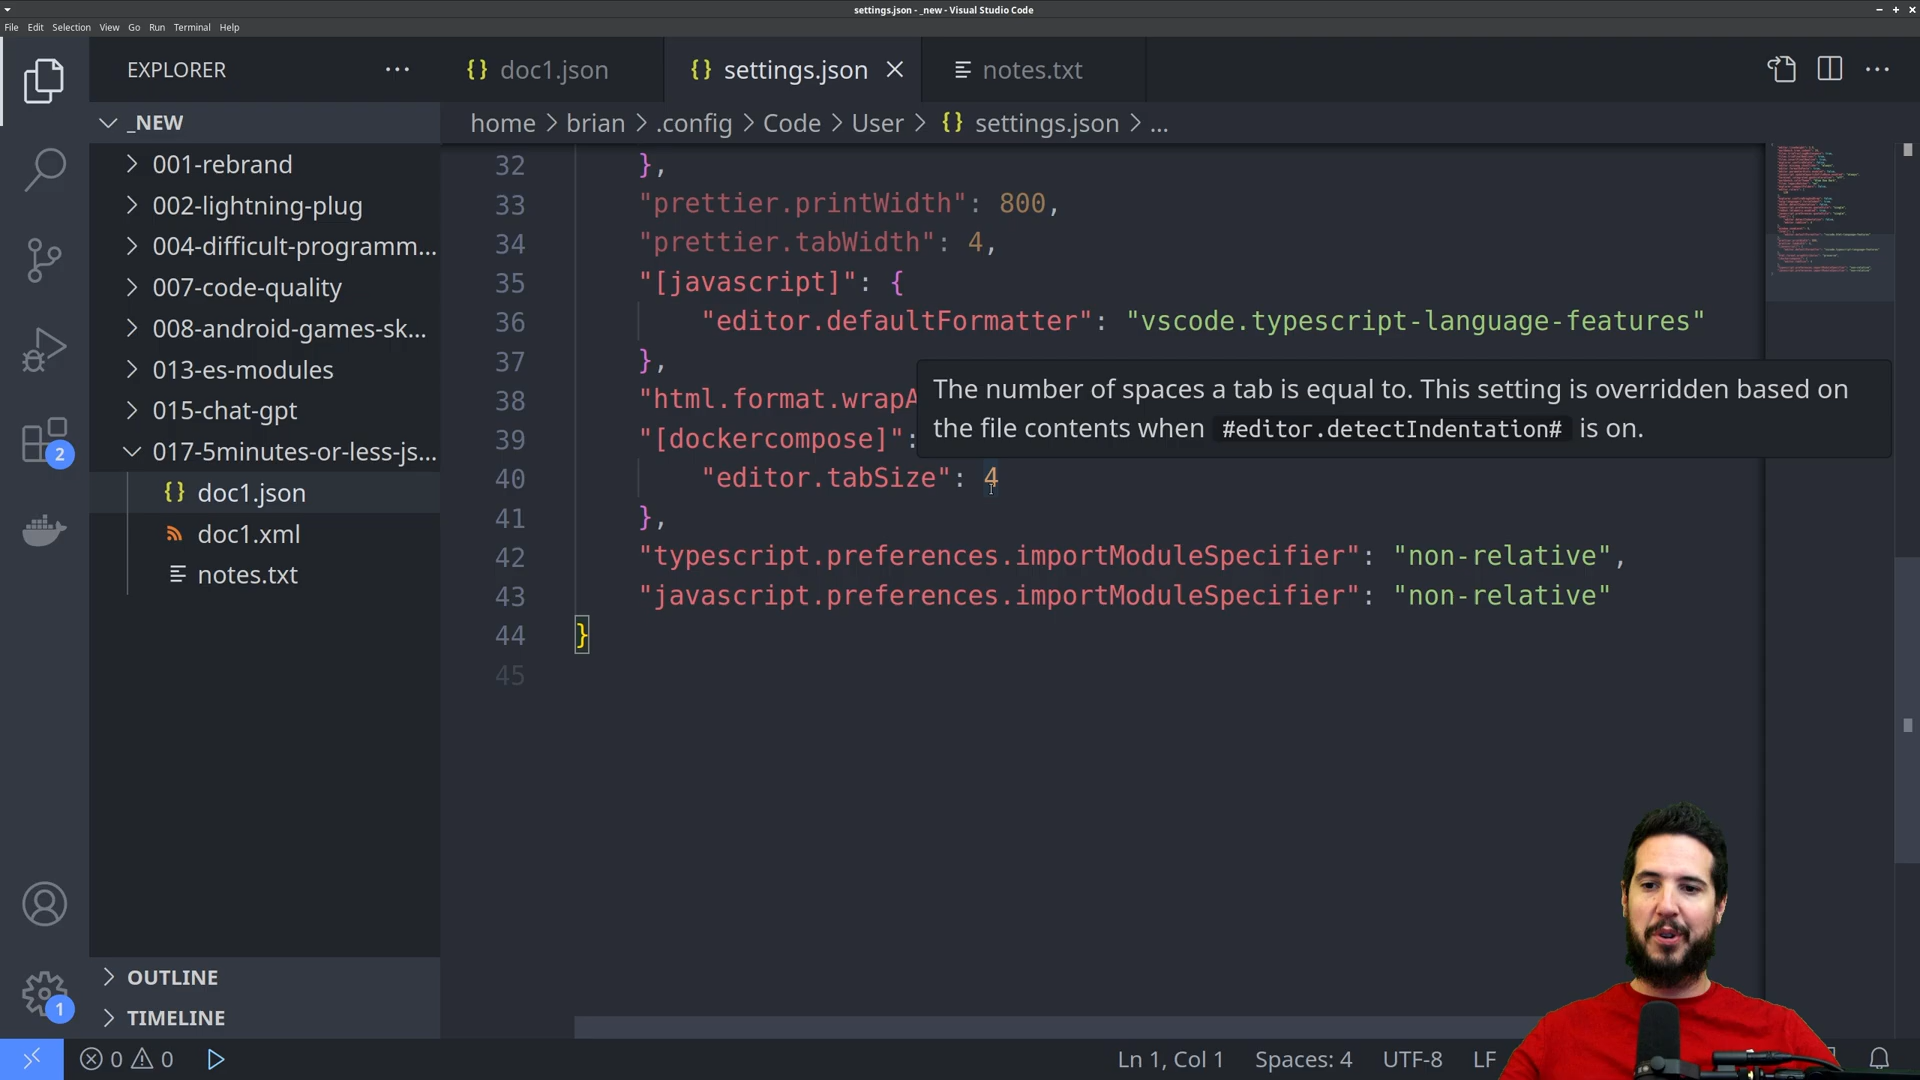 settings.json - _new - Visual Studio Code
File Edit Selection View Go Run Terminal Help
EXPLORER
_NEW
001-rebrand
002-lightning-plug
004-difficult-programm...
007-code-quality
008-android-games-sk...
013-es-modules
015-chat-gpt
017-5minutes-or-less-js...
doc1.json
doc1.xml
notes.txt
OUTLINE
TIMELINE
2
1
doc1.json settings.json notes.txt
home > brian > .config > Code > User > {} settings.json > ...
32 },
33 "prettier.printWidth": 800,
34 "prettier.tabWidth": 4,
35 "[javascript]": {
36 "editor.defaultFormatter": "vscode.typescript-language-features"
37 },
38 "html.format.wrapA
39 "[dockercompose]":
40 "editor.tabSize": 4
41 },
42 "typescript.preferences.importModuleSpecifier": "non-relative",
43 "javascript.preferences.importModuleSpecifier": "non-relative"
44 }
45
The number of spaces a tab is equal to. This setting is overridden based on
the file contents when #editor.detectIndentation# is on.
0 0 Ln 1, Col 1 Spaces: 4 UTF-8 LF